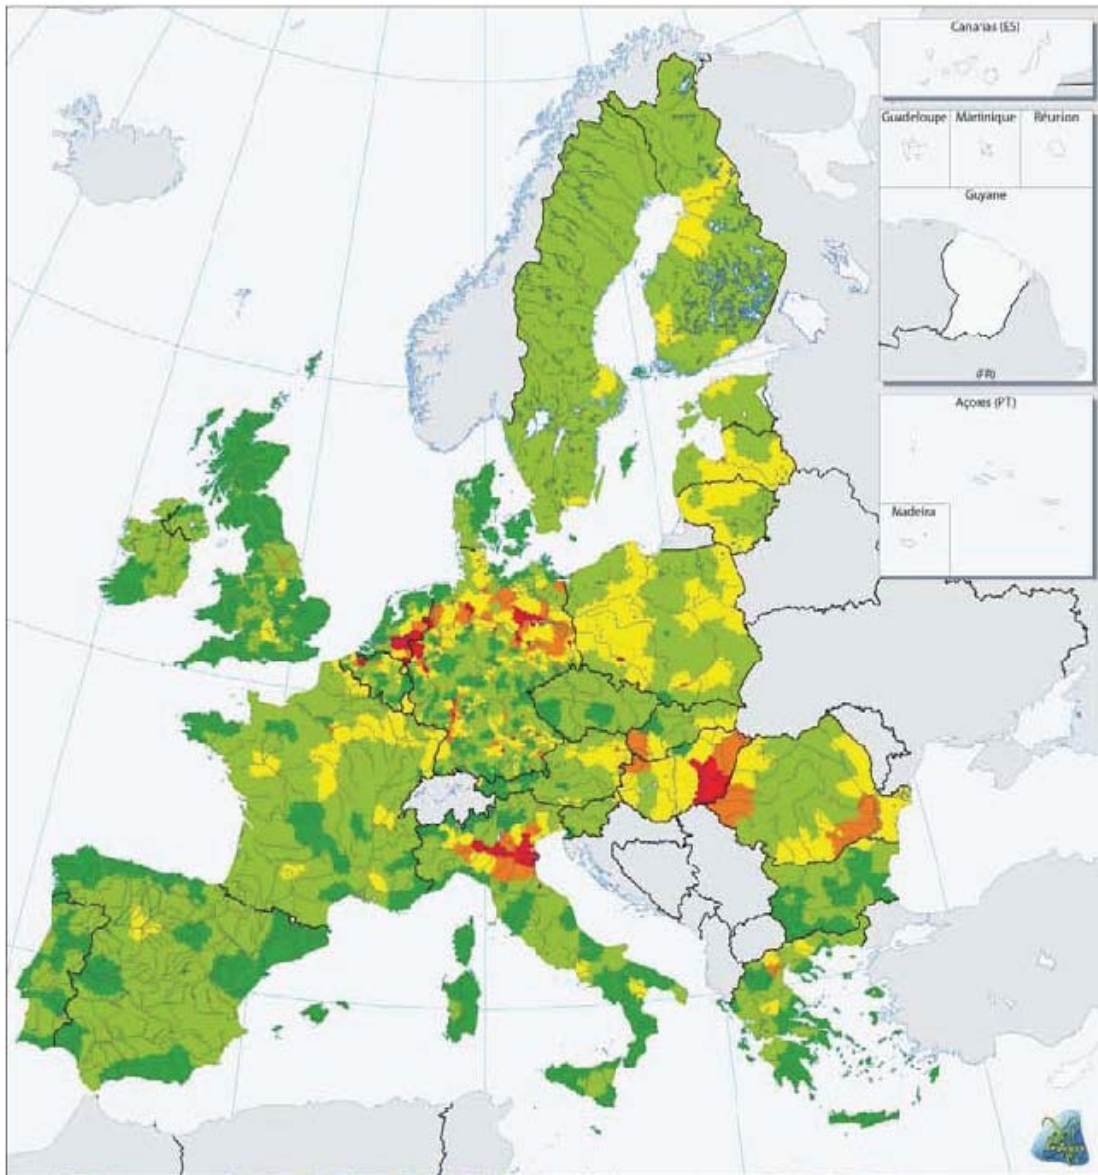 Canarias (ES)
Guadeloupe
Martinique
Réunion
Guyane
(FR)
Açores (PT)
Madeira